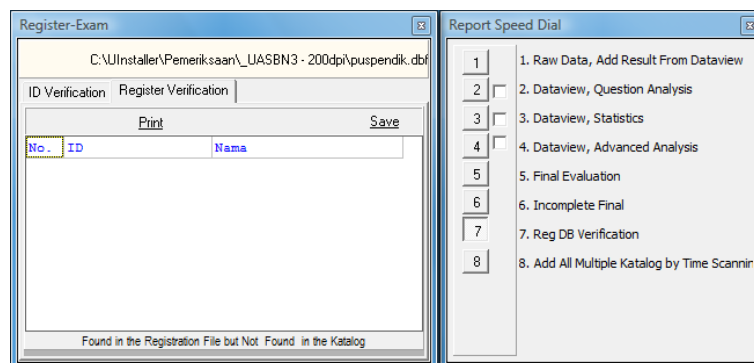 Register-Exam
C:\UInstaller\Pemeriksaan\_UASBN3 - 200dpi\puspendik.dbf
ID Verification Register Verification
Print Save
No. ID Nama
Found in the Registration File but Not Found in the Katalog
Report Speed Dial
1 1. Raw Data, Add Result From Dataview
2 2. Dataview, Question Analysis
3 3. Dataview, Statistics
4 4. Dataview, Advanced Analysis
5 5. Final Evaluation
6 6. Incomplete Final
7 7. Reg DB Verification
8 8. Add All Multiple Katalog by Time Scannin